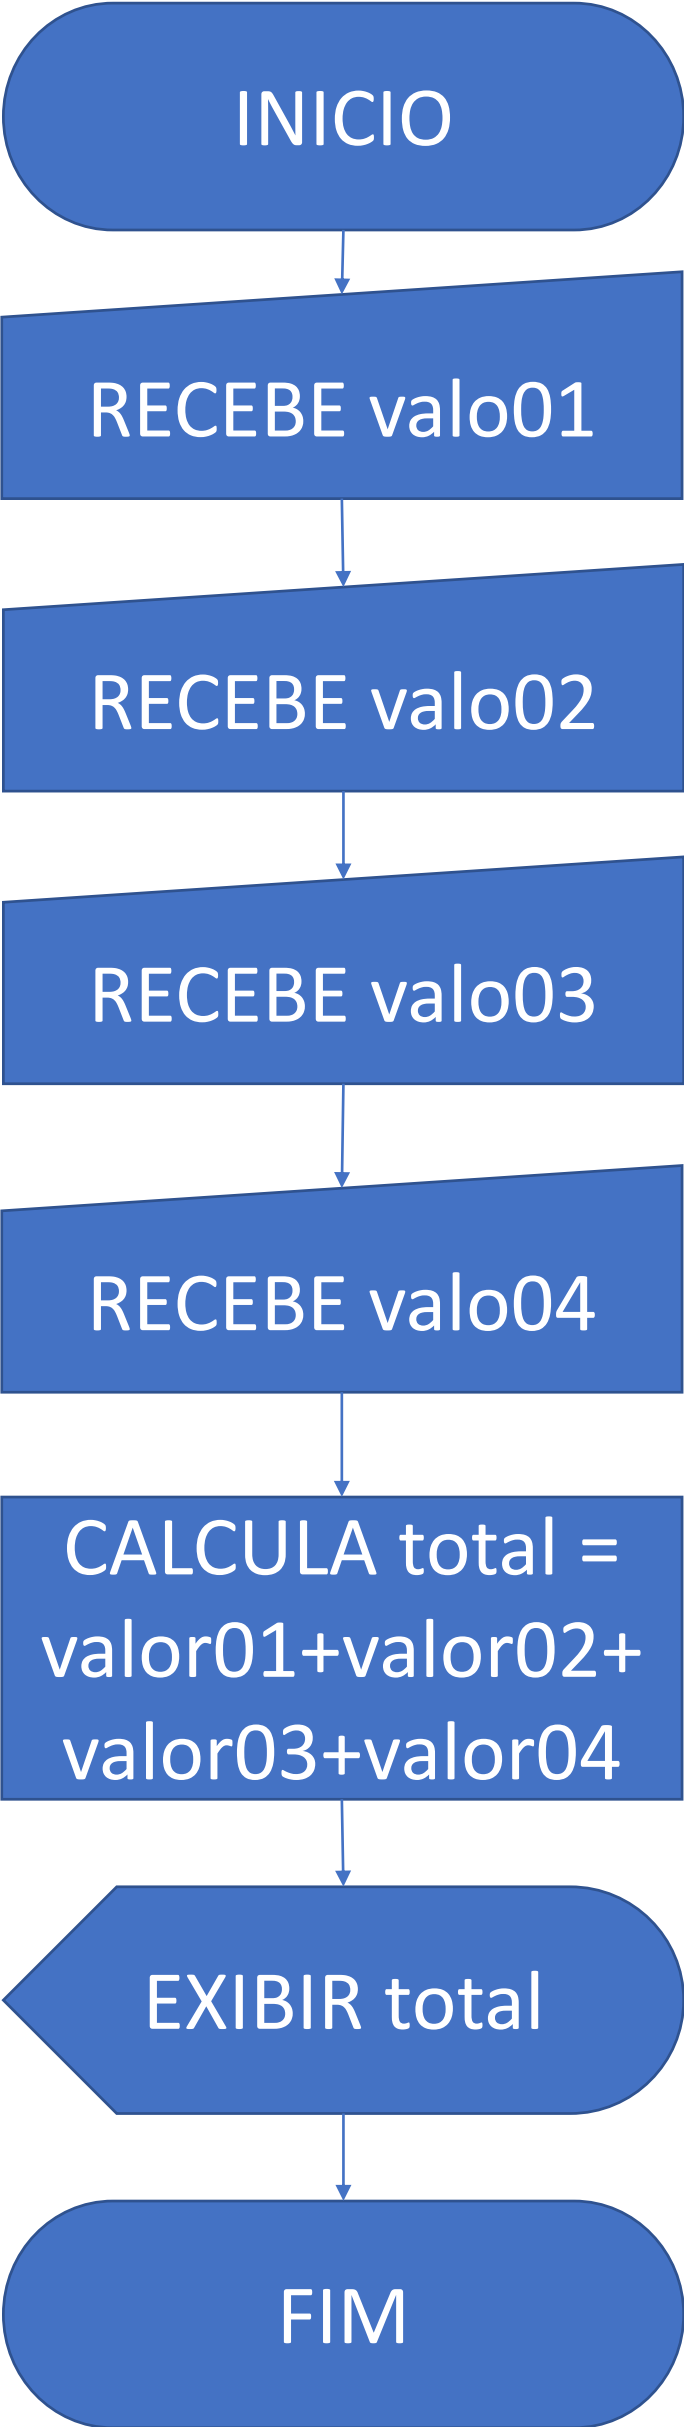 INICIO
RECEBE valo01
RECEBE valo02
RECEBE valo03
RECEBE valo04
CALCULA total =
valor01+valor02+
valor03+valor04
EXIBIR total
FIM